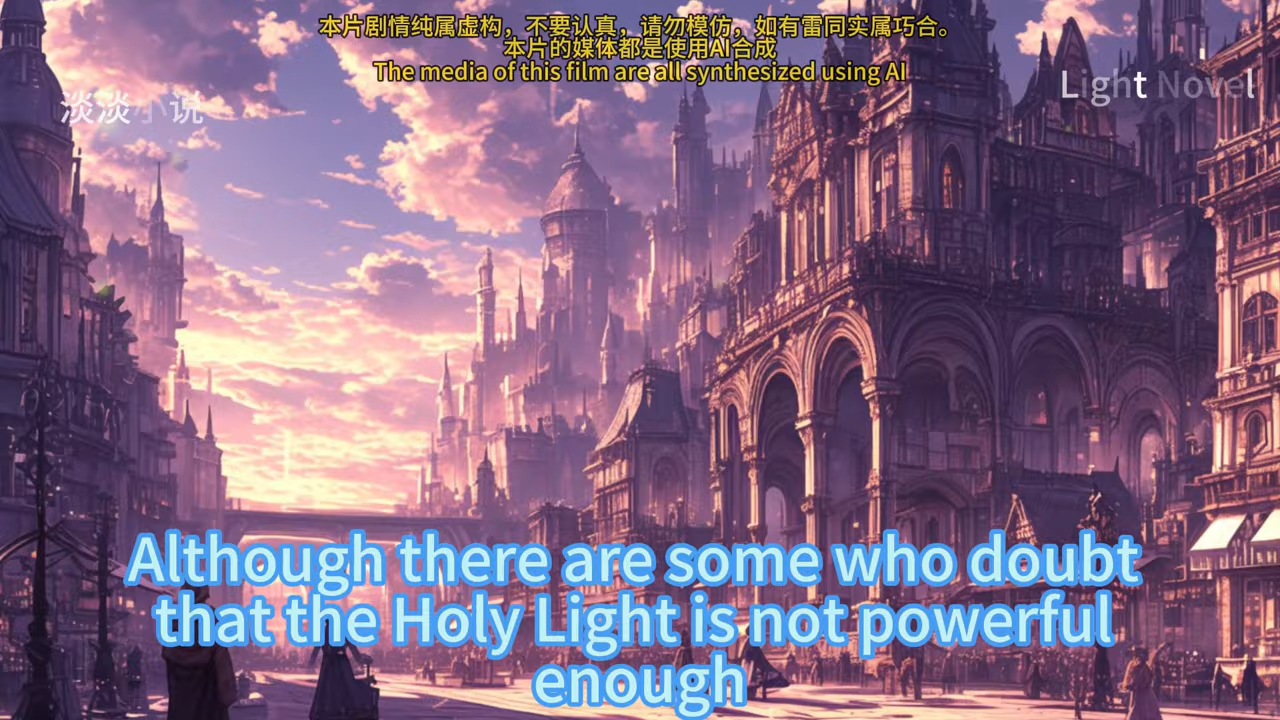 本片剧情纯属虚构，不要认真，请勿模仿，如有雷同实属巧合。
本片的媒体都是使用AI合成
The media of this film are all synthesized using AI
Light Novel
淡淡小说
Although there are some who doubt
that the Holy Light is not powerful
enough